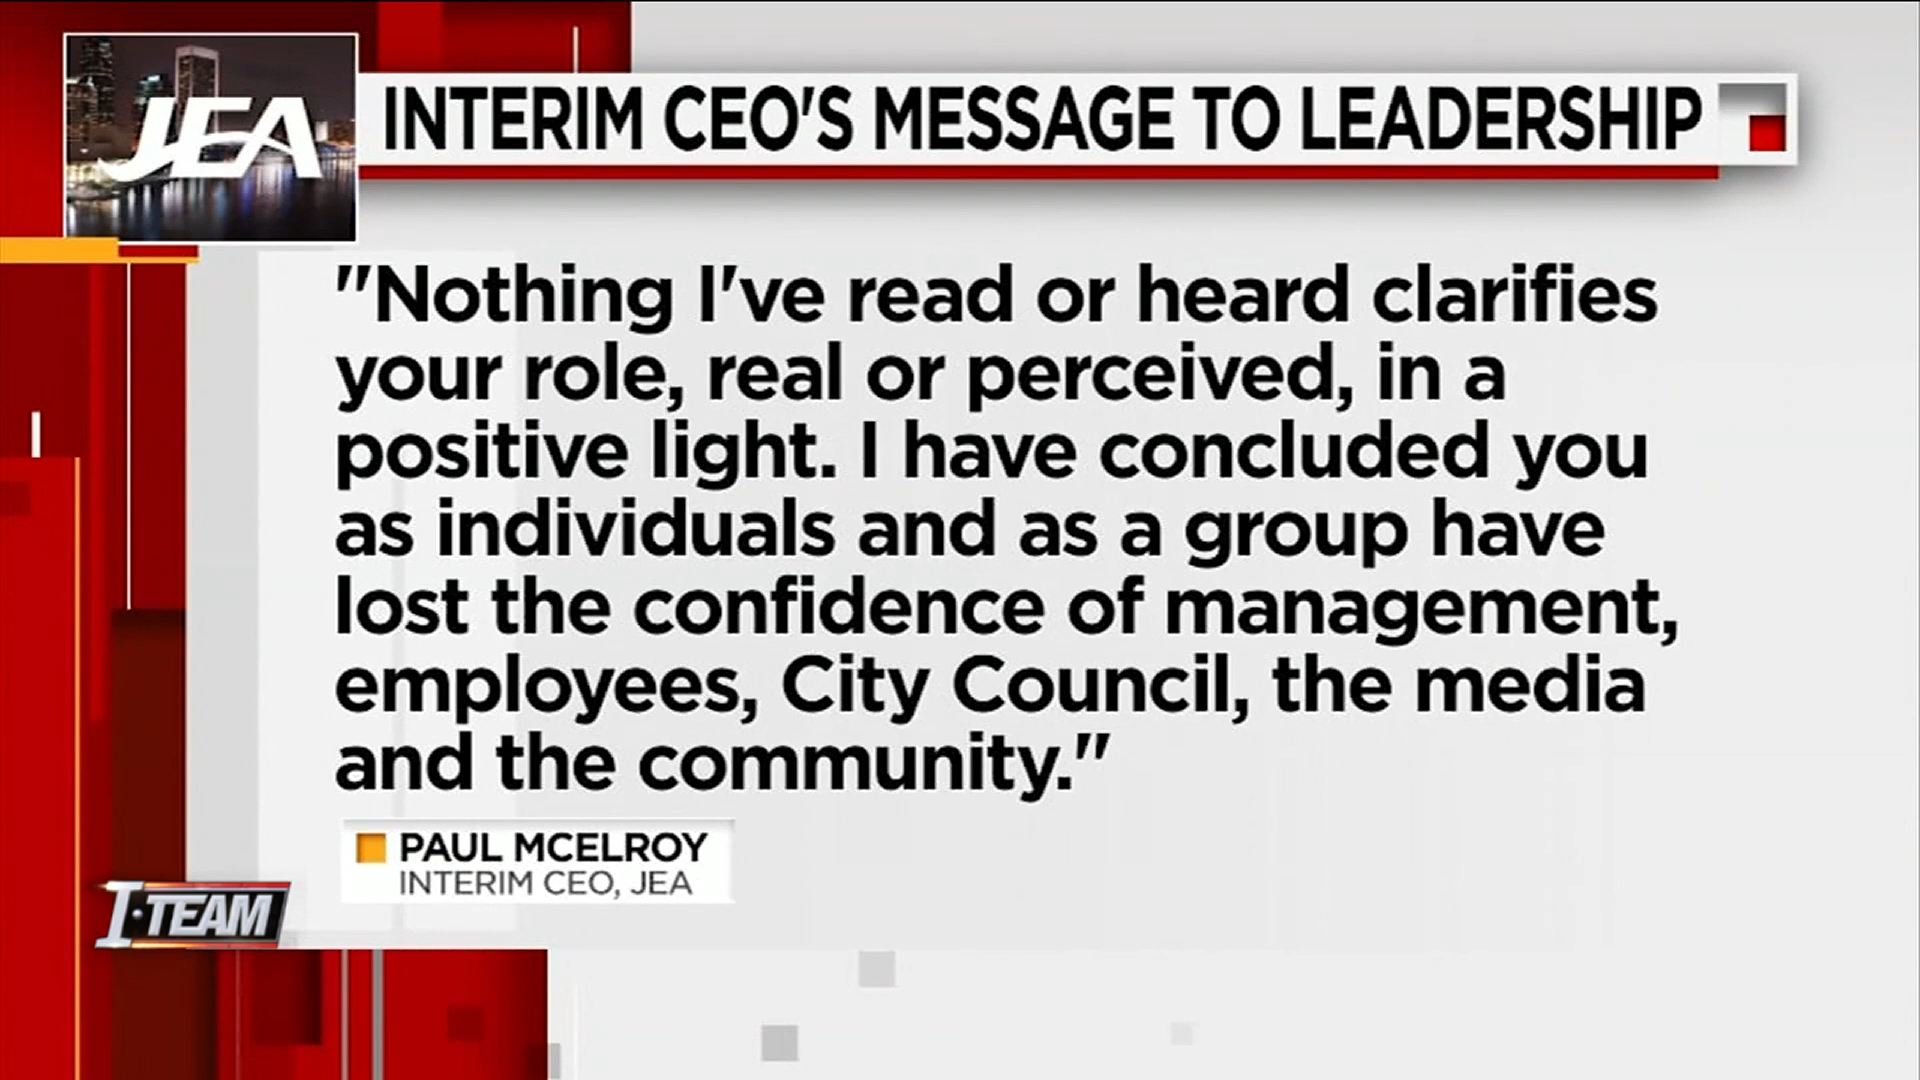 JEA
INTERIM CEO'S MESSAGE TO LEADERSHIP
"Nothing I've read or heard clarifies
your role, real or perceived, in a
positive light. I have concluded you
as individuals and as a group have
lost the confidence of management,
employees, City Council, the media
and the community."
PAUL MCELROY
INTERIM CEO, JEA
I·TEAM